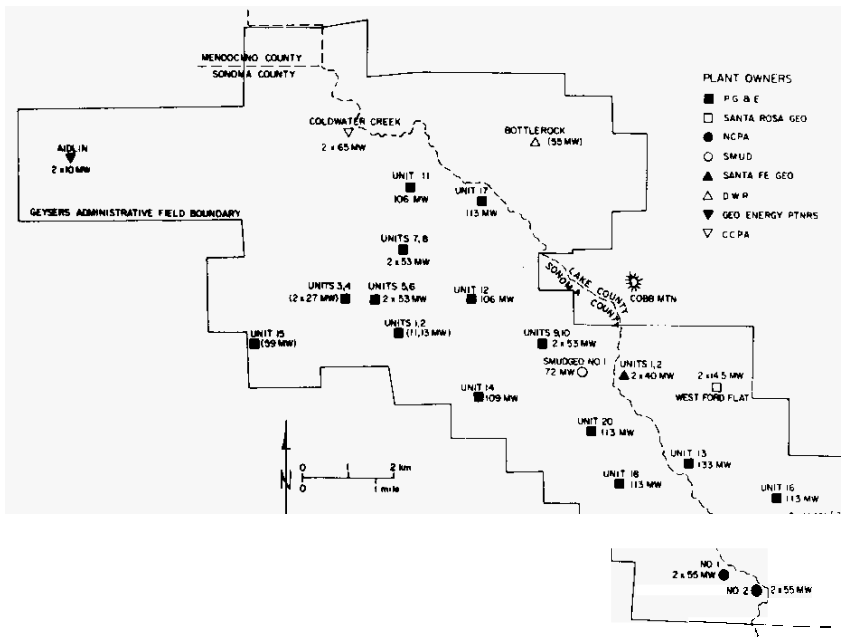 MENDOCINO COUNTY
SONOMA COUNTY
PLANT OWNERS
P G & E
SANTA ROSA GEO
NCPA
SMUD
SANTA FE GEO
D W R
GEO ENERGY PTNRS
C C P A
COLDWATER CREEK
2 x 65 MW
BOTTLEROCK
(55 MW)
AIDLIN
2 x 10 MW
UNIT 11
106 MW
UNIT 17
113 MW
GEYSERS ADMINISTRATIVE FIELD BOUNDARY
UNITS 7,8
2 x 53 MW
LAKE COUNTY
SONOMA COUNTY
COBB MTN
UNITS 3,4
(2 x 27 MW)
UNITS 5,6
2 x 53 MW
UNIT 12
106 MW
UNITS 1,2
(11,13 MW)
UNIT 15
(59 MW)
UNITS 9,10
2 x 53 MW
SMUDGEO NO 1
72 MW
UNITS 1,2
2 x 40 MW
2 x 14.5 MW
WEST FORD FLAT
UNIT 14
109 MW
UNIT 20
113 MW
UNIT 13
133 MW
UNIT 18
113 MW
UNIT 16
113 MW
N
0 1 2 km
0 1 mile
NO 1
2 x 55 MW
NO 2 2 x 55 MW